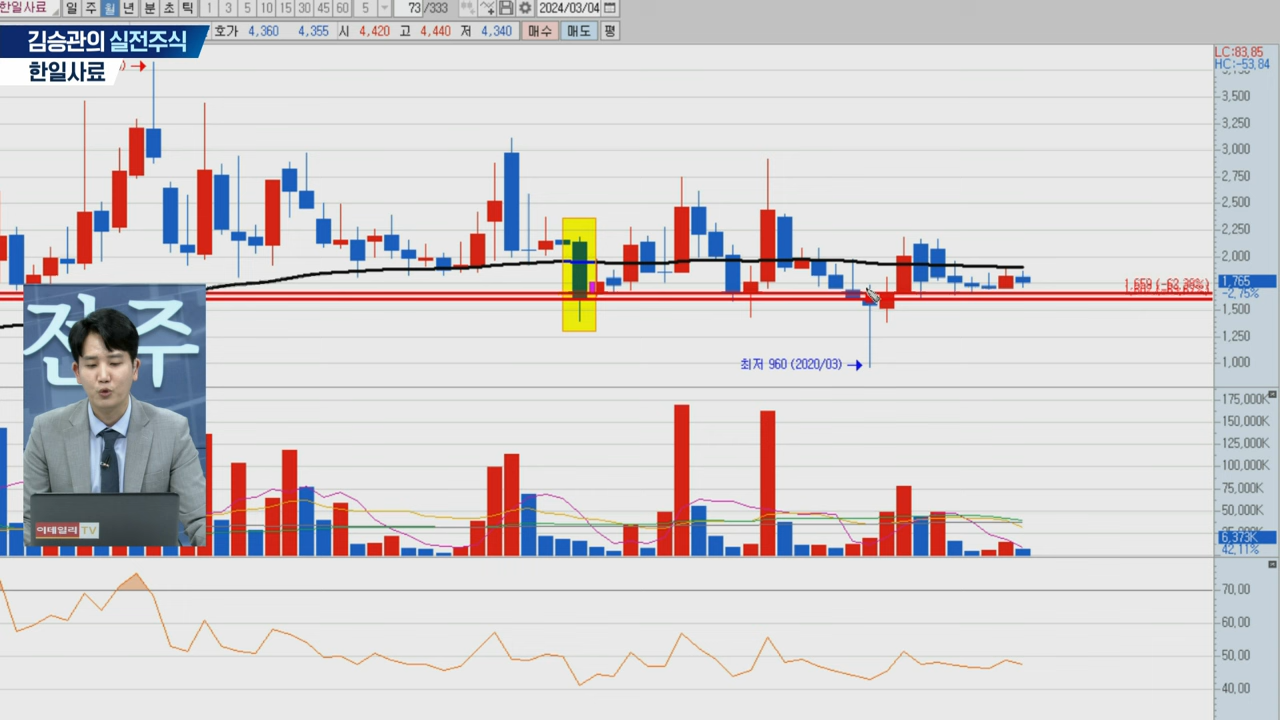 한일사료 일 주 월 년 분 초 틱 1 3 5 10 15 30 45 60 5 73 /333 2024/03/04
호가 4,360 4,355 시 4,420 고 4,440 저 4,340 매수 매도 평
김승관의 실전주식
한일사료
LC:83,85
HC:-53,84
3,500
3,250
3,000
2,750
2,500
2,250
2,000
1,765
-2,75%
1,500
1,250
1,000
최저 960 (2020/03)
전 주
175,000K
150,000K
125,000K
100,000K
75,000K
50,000K
6,373K
42,11%
이데일리 TV
70,00
60,00
50,00
40,00